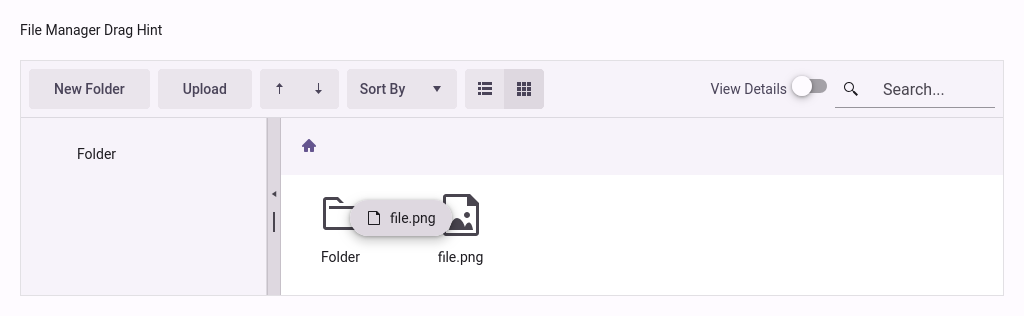 File Manager Drag Hint
New Folder Upload Sort By View Details Search...
Folder
file.png
Folder file.png